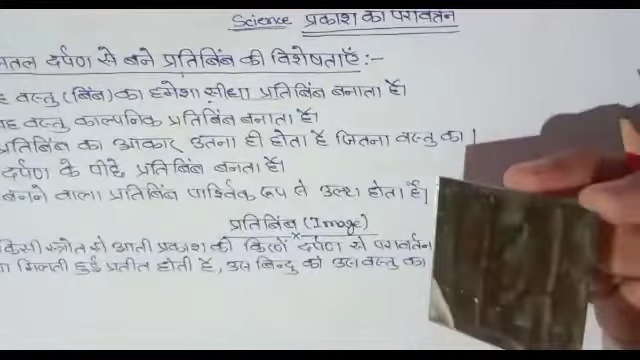 Science प्रकाश का परावर्तन
मतल दर्पण से बने प्रतिबिंब की विशेषताएँ :-
ह वस्तु (बिंब) का हमेशा सीधा प्रतिबिंब बनाता है।
यह वस्तु काल्पनिक प्रतिबिंब बनाता है।
प्रतिबिंब का आकार उतना ही होता है जितना वस्तु का।
दर्पण के पीछे प्रतिबिंब बनता है।
बनने वाला प्रतिबिंब पार्श्विक रूप से उल्टा होता है।
प्रतिबिंब (Image)
किसी स्त्रोत से आती प्रकाश की किरणें दर्पण से परावर्तन
मिलती हुई प्रतीत होती है, उस बिन्दु को उस वस्तु का